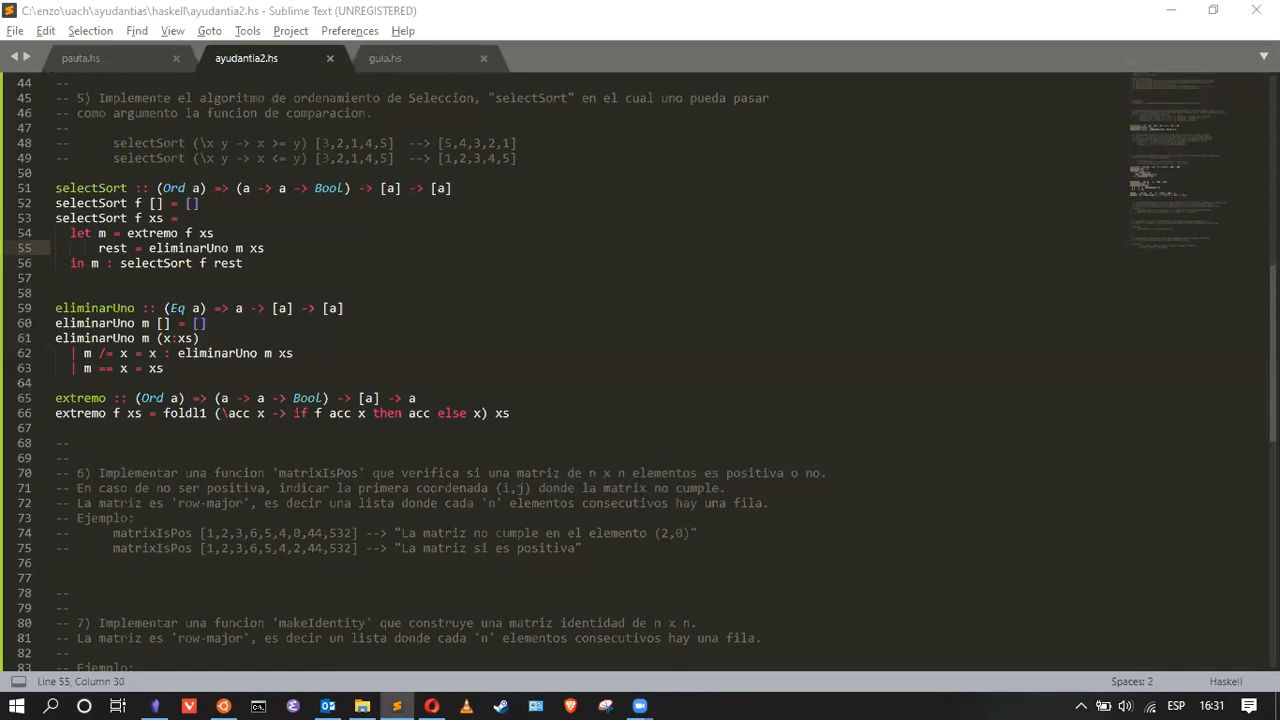 C:\enzo\uach\ayudantias\haskell\ayudantia2.hs - Sublime Text (UNREGISTERED)
File Edit Selection Find View Goto Tools Project Preferences Help
pauta.hs ayudantia2.hs guia.hs
44 --
45 -- 5) Implemente el algoritmo de ordenamiento de Seleccion, "selectSort" en el cual uno pueda pasar
46 -- como argumento la funcion de comparacion.
47 --
48 -- selectSort (\x y -> x >= y) [3,2,1,4,5] --> [5,4,3,2,1]
49 -- selectSort (\x y -> x <= y) [3,2,1,4,5] --> [1,2,3,4,5]
50
51 selectSort :: (Ord a) => (a -> a -> Bool) -> [a] -> [a]
52 selectSort f [] = []
53 selectSort f xs =
54 let m = extremo f xs
55 rest = eliminarUno m xs
56 in m : selectSort f rest
57
58
59 eliminarUno :: (Eq a) => a -> [a] -> [a]
60 eliminarUno m [] = []
61 eliminarUno m (x:xs)
62 | m /= x = x : eliminarUno m xs
63 | m == x = xs
64
65 extremo :: (Ord a) => (a -> a -> Bool) -> [a] -> a
66 extremo f xs = foldl1 (\acc x -> if f acc x then acc else x) xs
67
68 --
69 --
70 -- 6) Implementar una funcion 'matrixIsPos' que verifica si una matriz de n x n elementos es positiva o no.
71 -- En caso de no ser positiva, indicar la primera coordenada (i,j) donde la matrix no cumple.
72 -- La matriz es 'row-major', es decir una lista donde cada 'n' elementos consecutivos hay una fila.
73 -- Ejemplo:
74 -- matrixIsPos [1,2,3,6,5,4,0,44,532] --> "La matriz no cumple en el elemento (2,0)"
75 -- matrixIsPos [1,2,3,6,5,4,2,44,532] --> "La matriz si es positiva"
76
77
78 --
79 --
80 -- 7) Implementar una funcion 'makeIdentity' que construye una matriz identidad de n x n.
81 -- La matriz es 'row-major', es decir un lista donde cada 'n' elementos consecutivos hay una fila.
82 --
83 -- Ejemplo:
Line 55, Column 30 Spaces: 2 Haskell
ESP 16:31